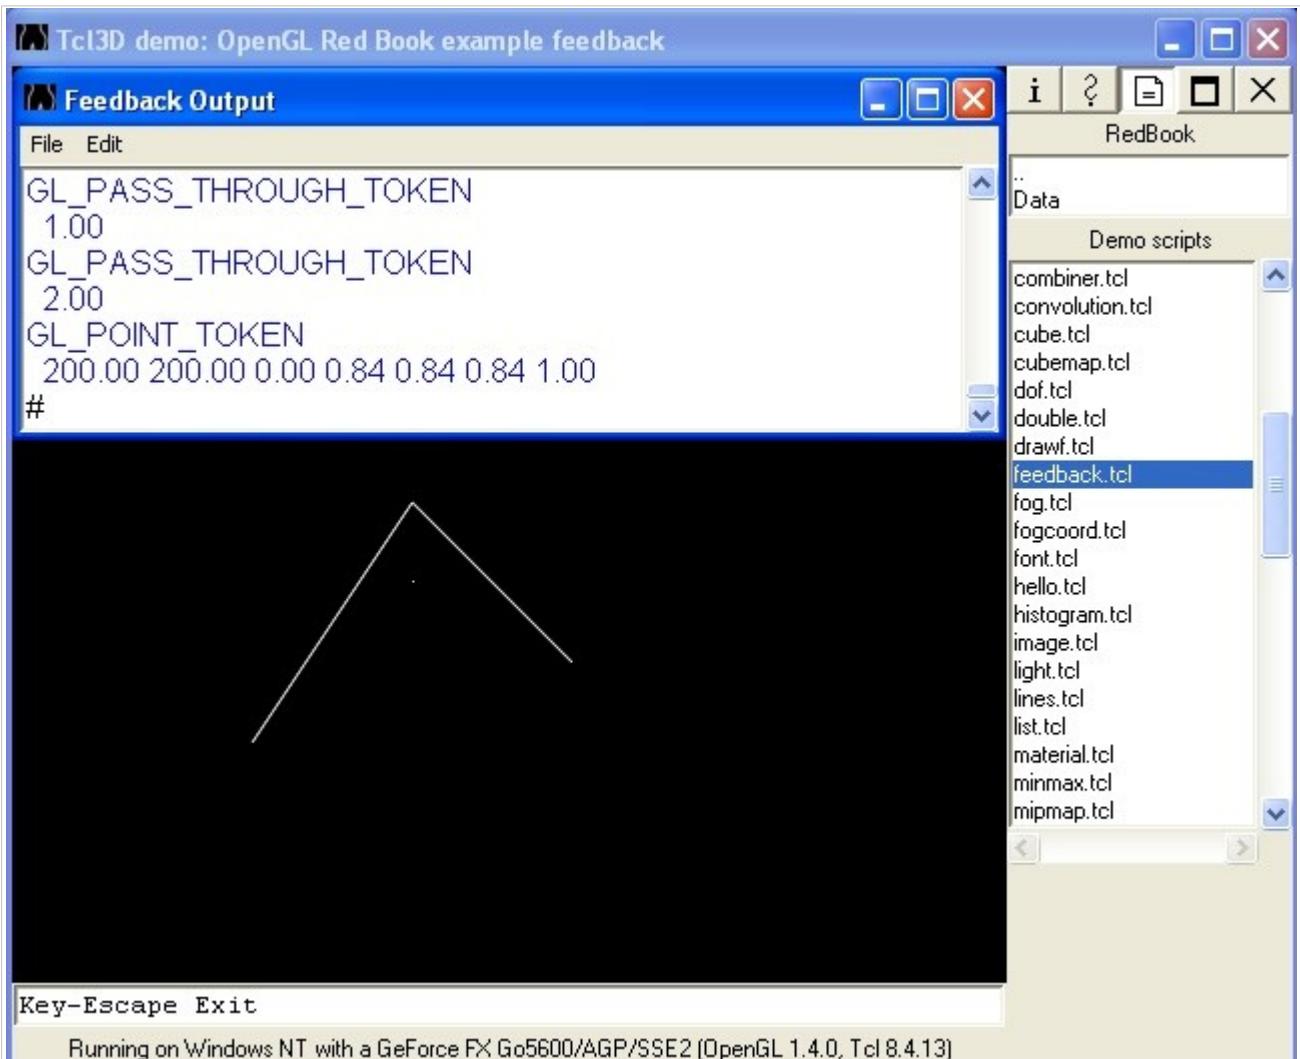 Tcl3D demo: OpenGL Red Book example feedback
Feedback Output
File Edit
GL_PASS_THROUGH_TOKEN
1.00
GL_PASS_THROUGH_TOKEN
2.00
GL_POINT_TOKEN
200.00 200.00 0.00 0.84 0.84 0.84 1.00
#
Key-Escape Exit
Running on Windows NT with a GeForce FX Go5600/AGP/SSE2 (OpenGL 1.4.0, Tcl 8.4.13)
i ?
RedBook
..
Data
Demo scripts
combiner.tcl
convolution.tcl
cube.tcl
cubemap.tcl
dof.tcl
double.tcl
drawf.tcl
feedback.tcl
fog.tcl
fogcoord.tcl
font.tcl
hello.tcl
histogram.tcl
image.tcl
light.tcl
lines.tcl
list.tcl
material.tcl
minmax.tcl
mipmap.tcl